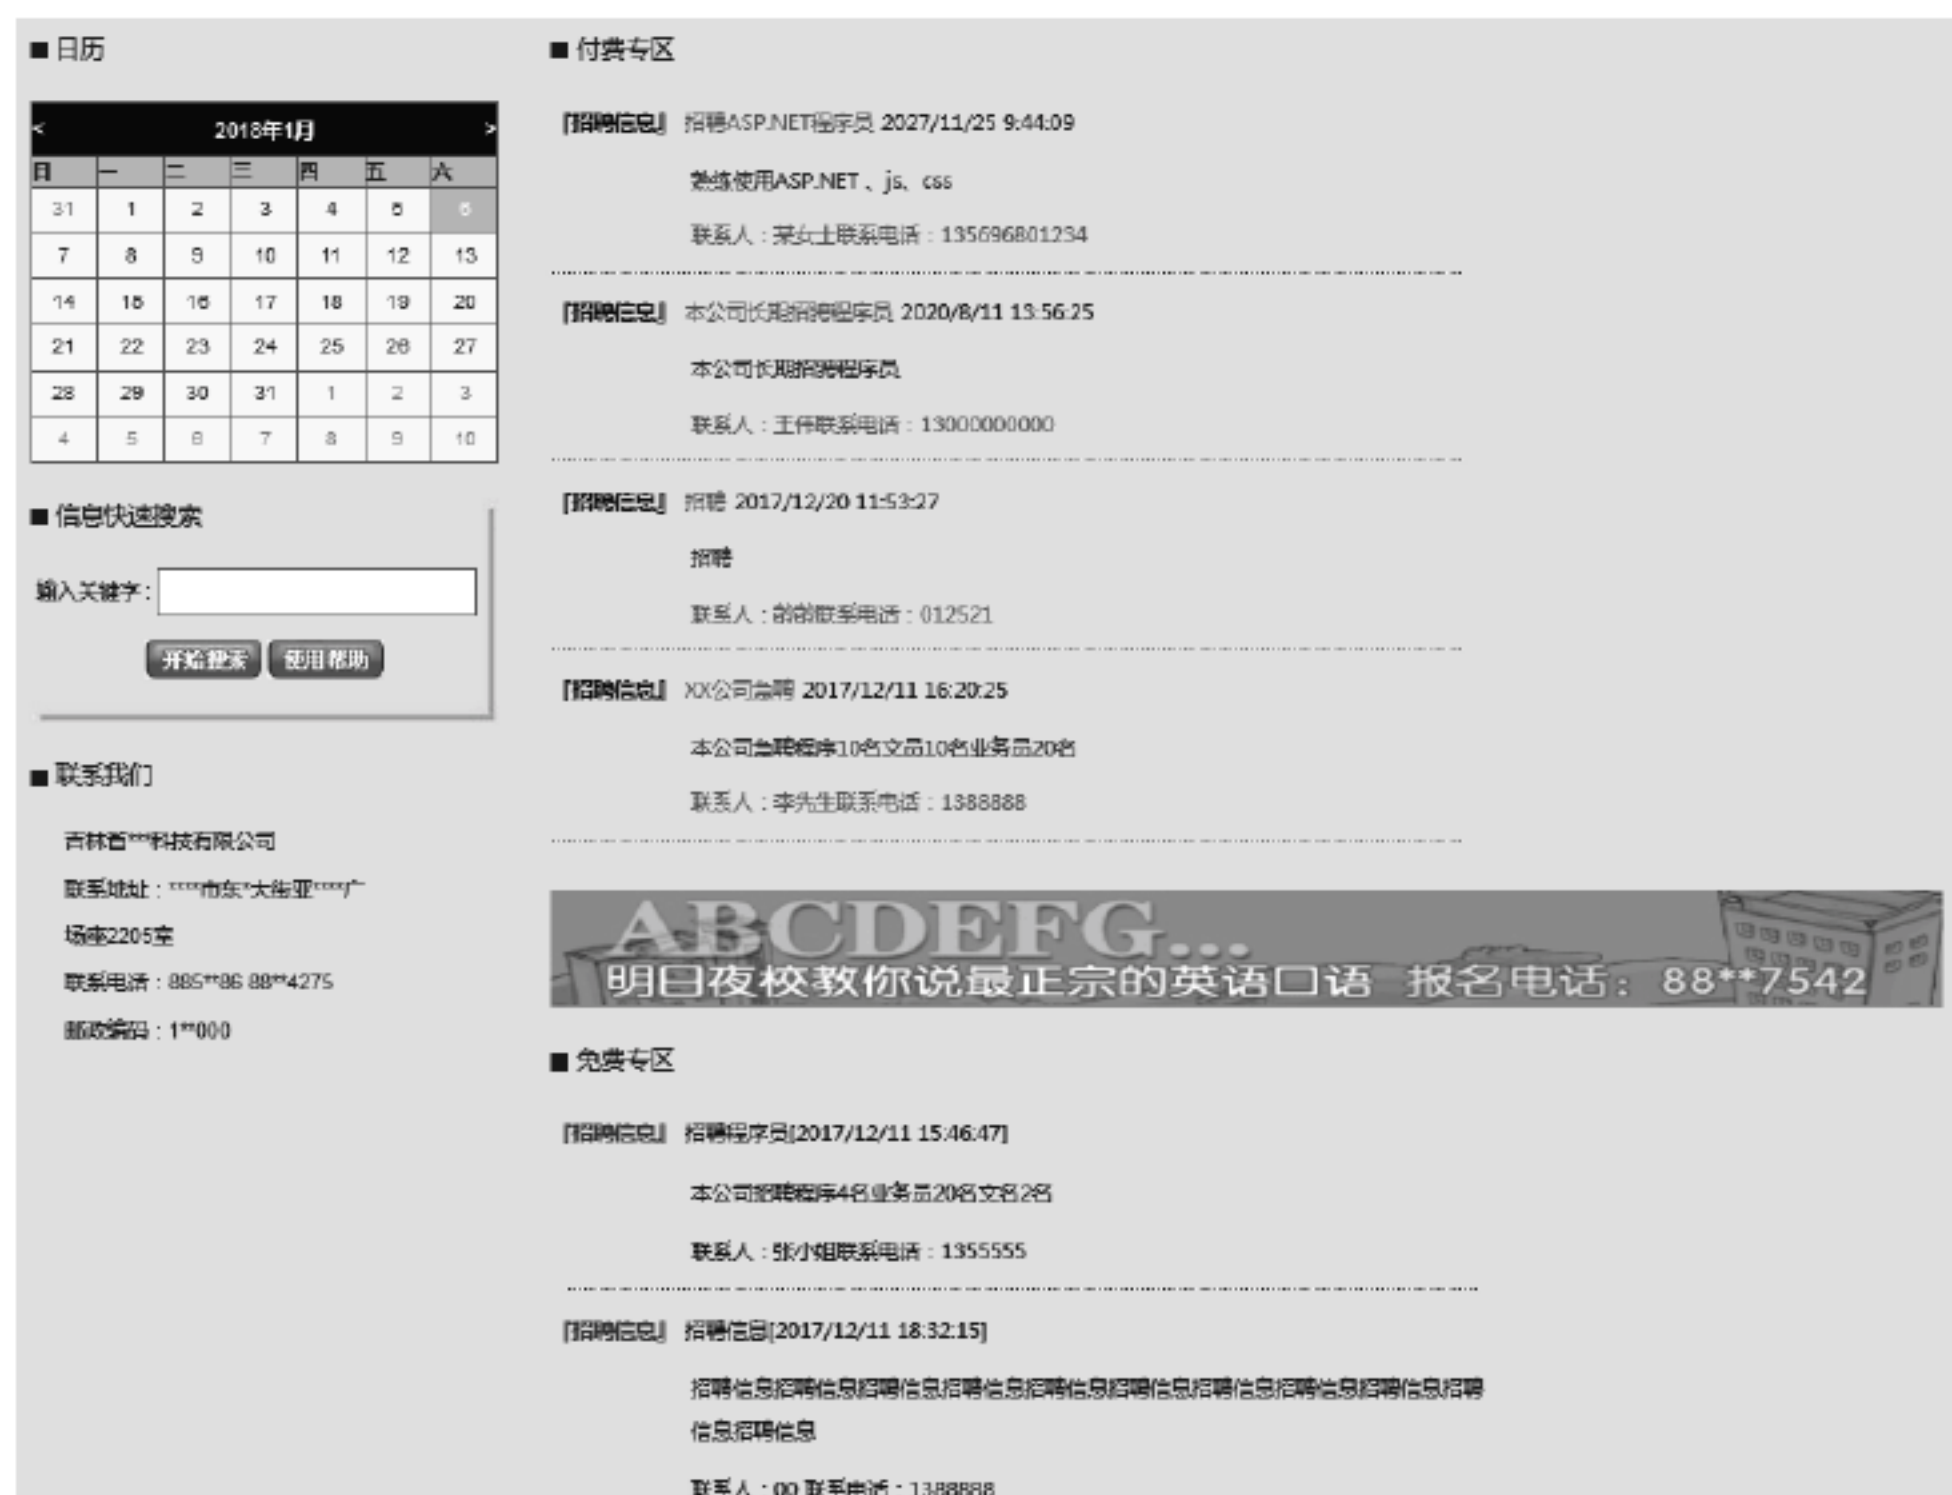 ■ 日历
< 2018年1月 >
日 一 二 三 四 五 六
31 1 2 3 4 5 6
7 8 9 10 11 12 13
14 15 16 17 18 19 20
21 22 23 24 25 26 27
28 29 30 31 1 2 3
4 5 6 7 8 9 10
■ 信息快速搜索
输入关键字：
开始搜索 使用帮助
■ 联系我们
吉林省***科技有限公司
联系地址：****市东*大街亚****广
场座2205室
联系电话：885**86 88**4275
邮政编码：1**000
■ 付费专区
『招聘信息』 招聘ASP.NET程序员 2027/11/25 9:44:09
熟练使用ASP.NET 、js、css
联系人：某女士联系电话：135696801234
『招聘信息』 本公司长期招聘程序员 2020/8/11 13:56:25
本公司长期招聘程序员
联系人：王伟联系电话：13000000000
『招聘信息』 招聘 2017/12/20 11:53:27
招聘
联系人：联系电话：012521
『招聘信息』 XX公司急聘 2017/12/11 16:20:25
本公司急聘程序10名文员10名业务员20名
联系人：李先生联系电话：1388888
ABCDEFG...
明日夜校教你说最正宗的英语口语 报名电话：88**7542
■ 免费专区
『招聘信息』 招聘程序员[2017/12/11 15:46:47]
本公司招聘程序4名业务员20名文名2名
联系人：张小姐联系电话：1355555
『招聘信息』 招聘信息[2017/12/11 18:32:15]
招聘信息招聘信息招聘信息招聘信息招聘信息招聘信息招聘信息招聘信息招聘信息招聘
信息招聘信息
联系人：00 联系电话：1388888